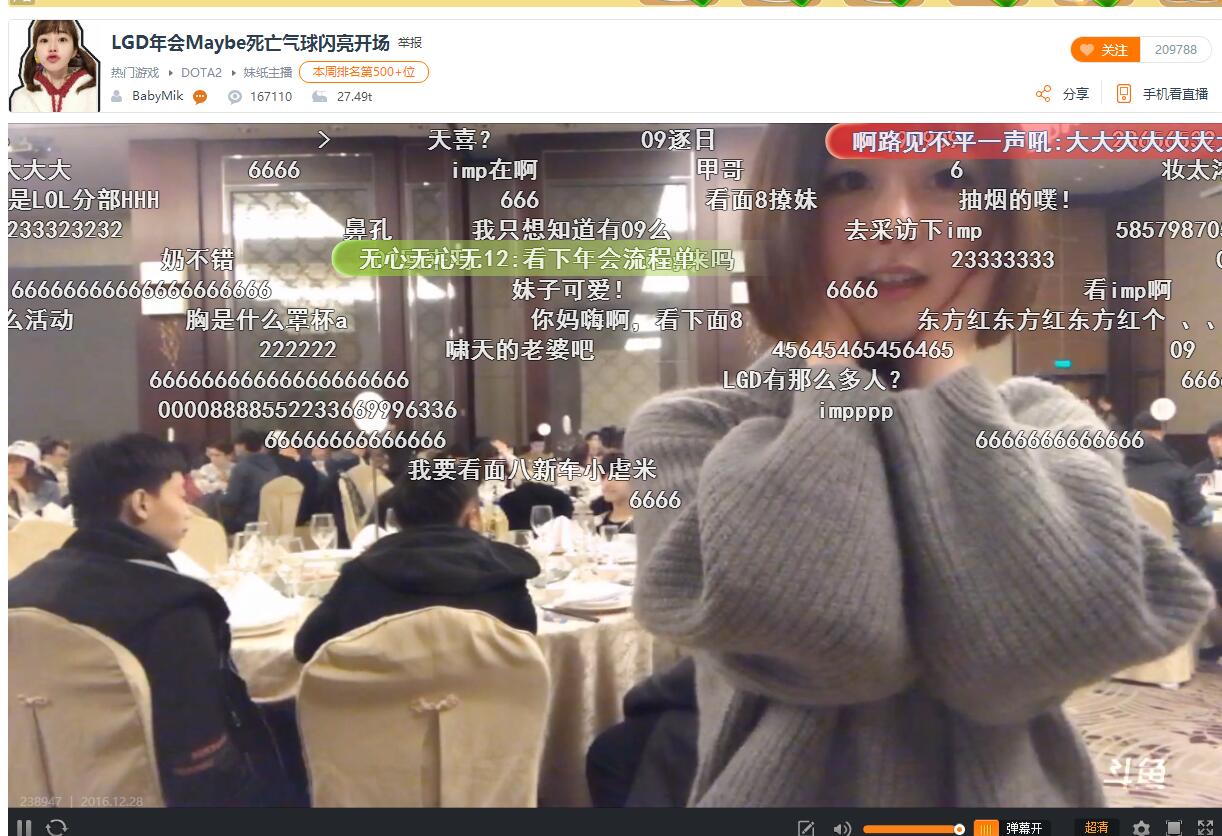 LGD年会Maybe死亡气球闪亮开场 举报
关注 209788
热门游戏 DOTA2 妹纸主播 本周排名第500+位
BabyMik 167110 27.49t
分享 手机看直播
天喜? 09逐日
啊路见不平一声吼:大大大大大大
大大大 6666 imp在啊 甲哥 6 妆太
是LOL分部HHH 666 看面8撩妹 抽烟的噗!
233323232 鼻孔 我只想知道有09么 去采访下imp 58579870
奶不错 无心无心无12:看下年会流程单 来吗 23333333
66666666666666666666 妹子可爱! 6666 看imp啊
么活动 胸是什么罩杯a 你妈嗨啊，看下面8 东方红东方红东方红个 、、
222222 啸天的老婆吧 45645465456465 09
66666666666666666666 LGD有那么多人? 666
00008888552233669996336 impppp
66666666666666 6666666666666
我要看面八新车小虐米
6666
斗鱼
238947 | 2016.12.28
弹幕开 超清